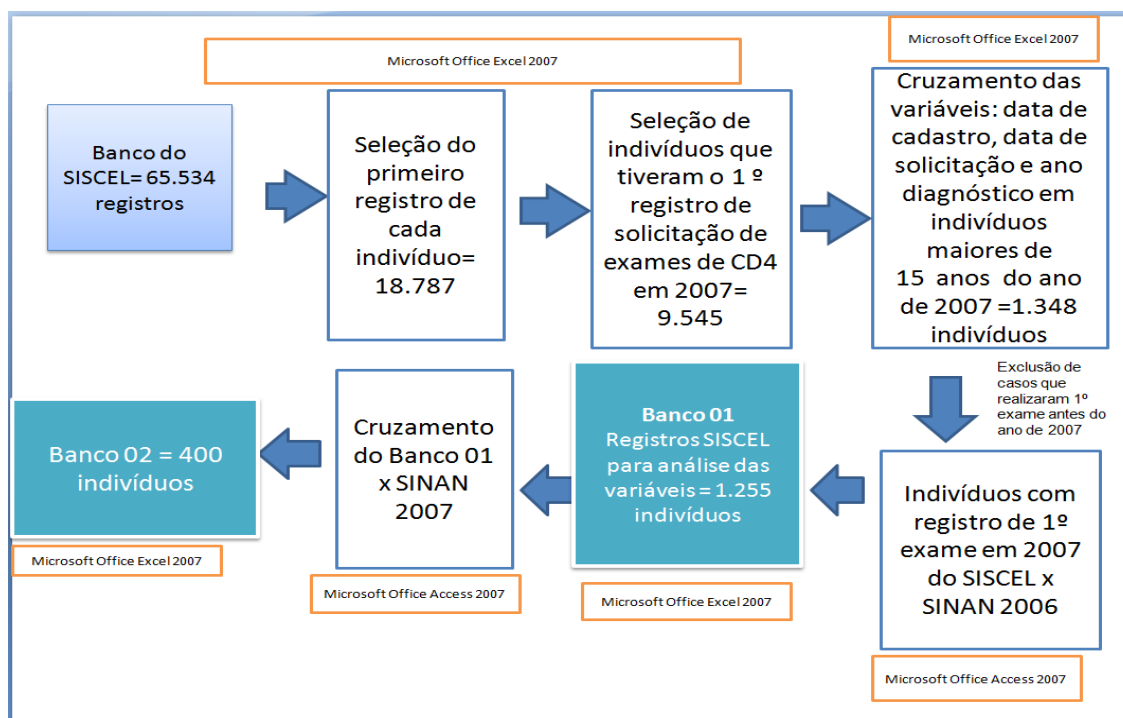 Microsoft Office Excel 2007
Microsoft Office Excel 2007
Banco do
SISCEL= 65.534
registros
Seleção do
primeiro
registro de
cada
indivíduo=
18.787
Seleção de
indivíduos que
tiveram o 1 º
registro de
solicitação de
exames de CD4
em 2007=
9.545
Cruzamento das
variáveis: data de
cadastro, data de
solicitação e ano
diagnóstico em
indivíduos
maiores de
15 anos do ano
de 2007 =1.348
indivíduos
Exclusão de
casos que
realizaram 1º
exame antes do
ano de 2007
Indivíduos com
registro de 1º
exame em 2007
do SISCEL x
SINAN 2006
Microsoft Office Access 2007
Banco 01
Registros SISCEL
para análise das
variáveis = 1.255
indivíduos
Microsoft Office Excel 2007
Cruzamento
do Banco 01
x SINAN
2007
Microsoft Office Access 2007
Banco 02 = 400
indivíduos
Microsoft Office Excel 2007